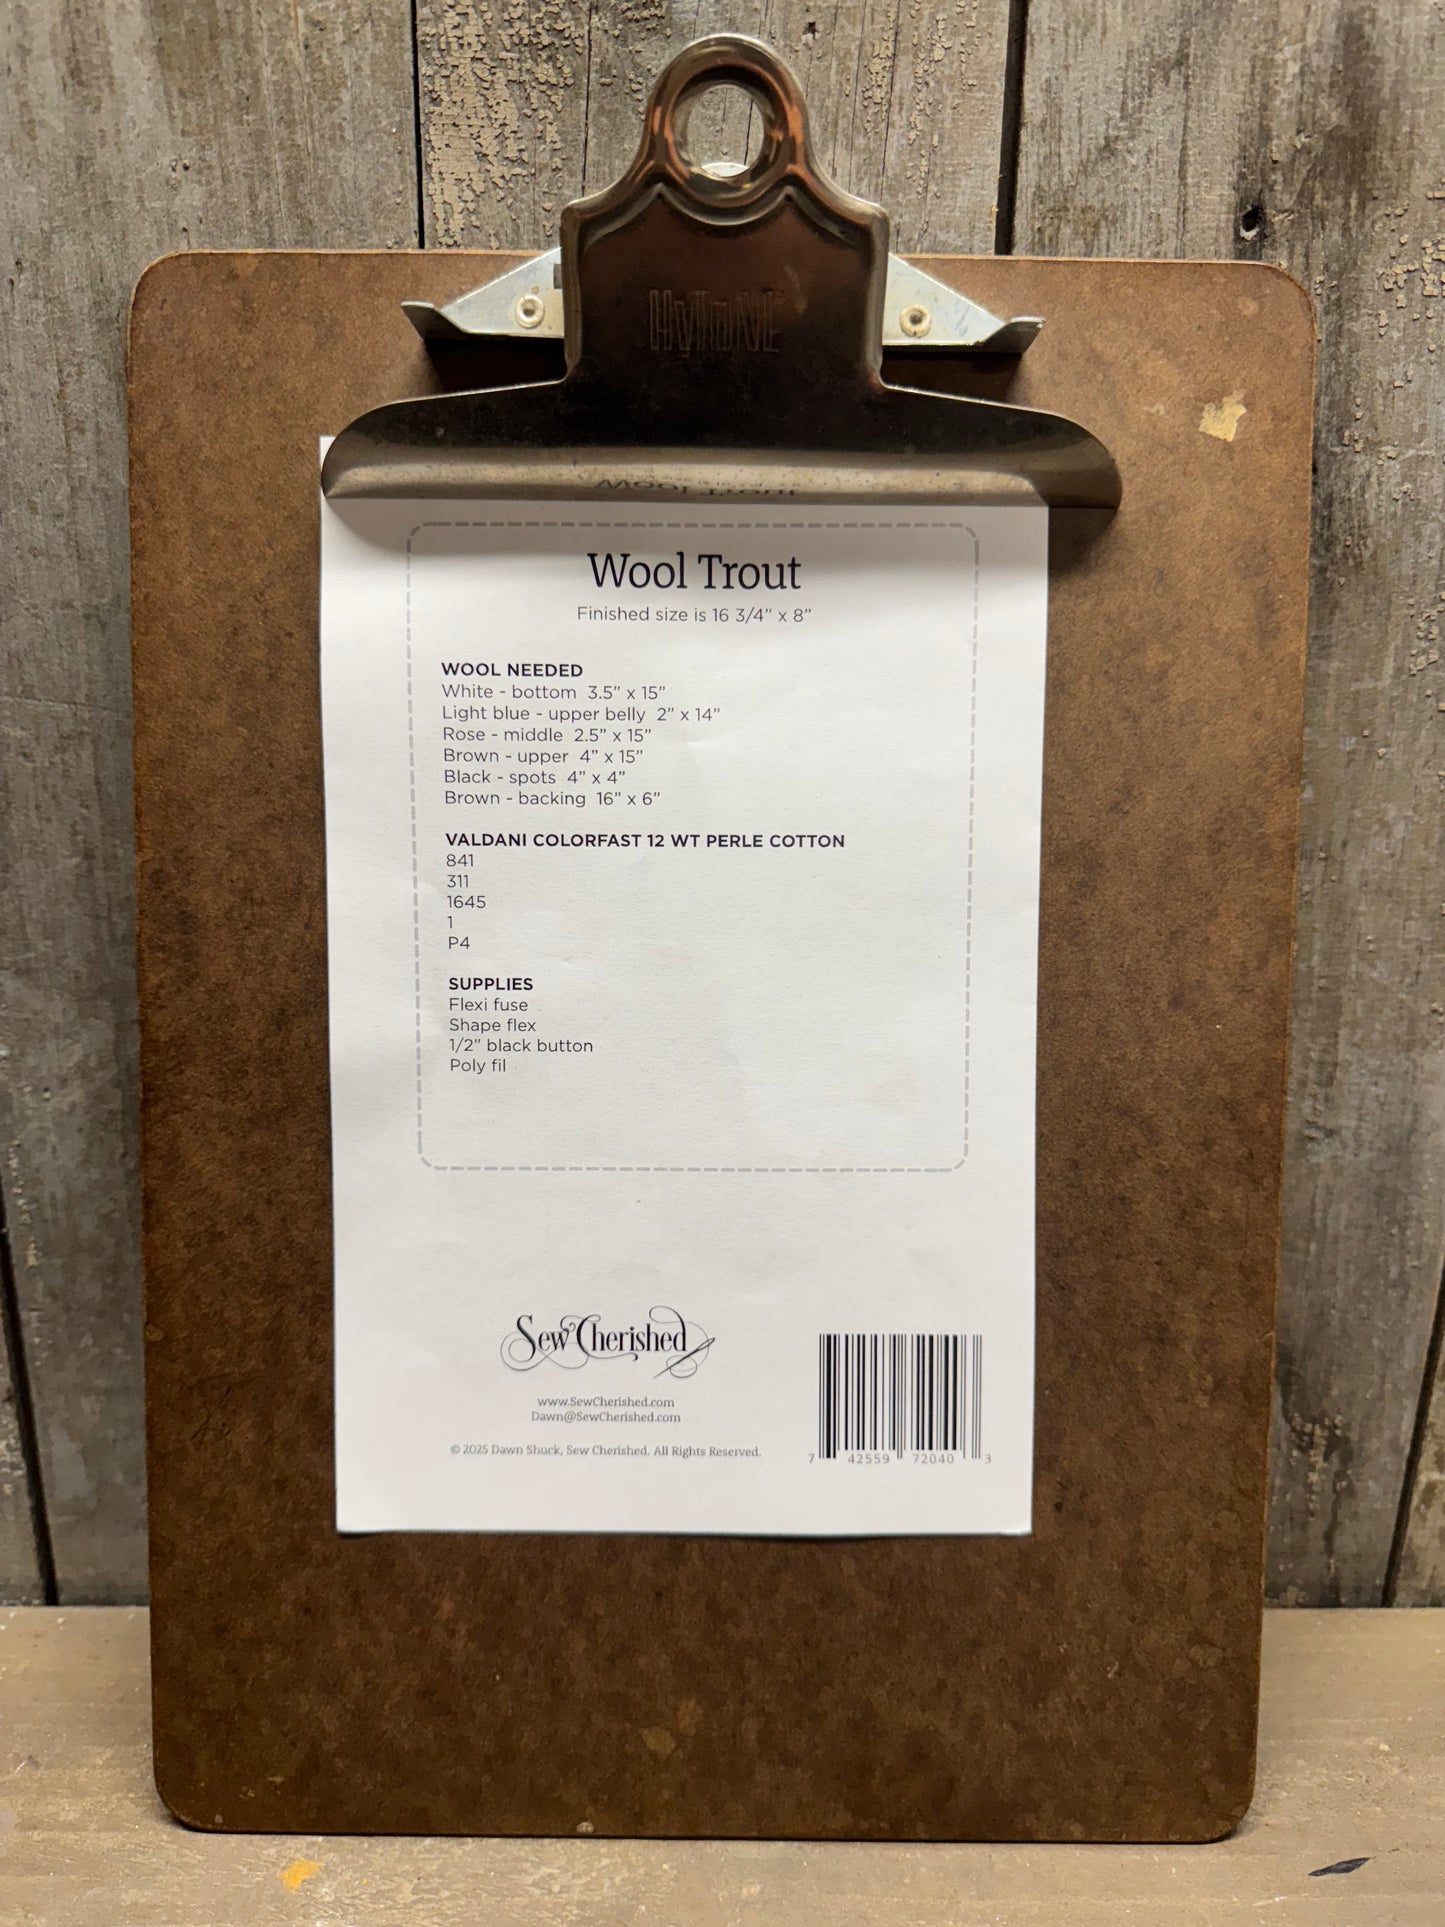 HyTONE
Wool Trout
Finished size is 16 3/4” x 8”
WOOL NEEDED
White - bottom 3.5” x 15”
Light blue - upper belly 2” x 14”
Rose - middle 2.5” x 15”
Brown - upper 4” x 15”
Black - spots 4” x 4”
Brown - backing 16” x 6”
VALDANI COLORFAST 12 WT PERLE COTTON
841
311
1645
1
P4
SUPPLIES
Flexi fuse
Shape flex
1/2” black button
Poly fil
Sew Cherished
www.SewCherished.com
Dawn@SewCherished.com
© 2025 Dawn Shuck, Sew Cherished. All Rights Reserved.
7 42559 72040 3